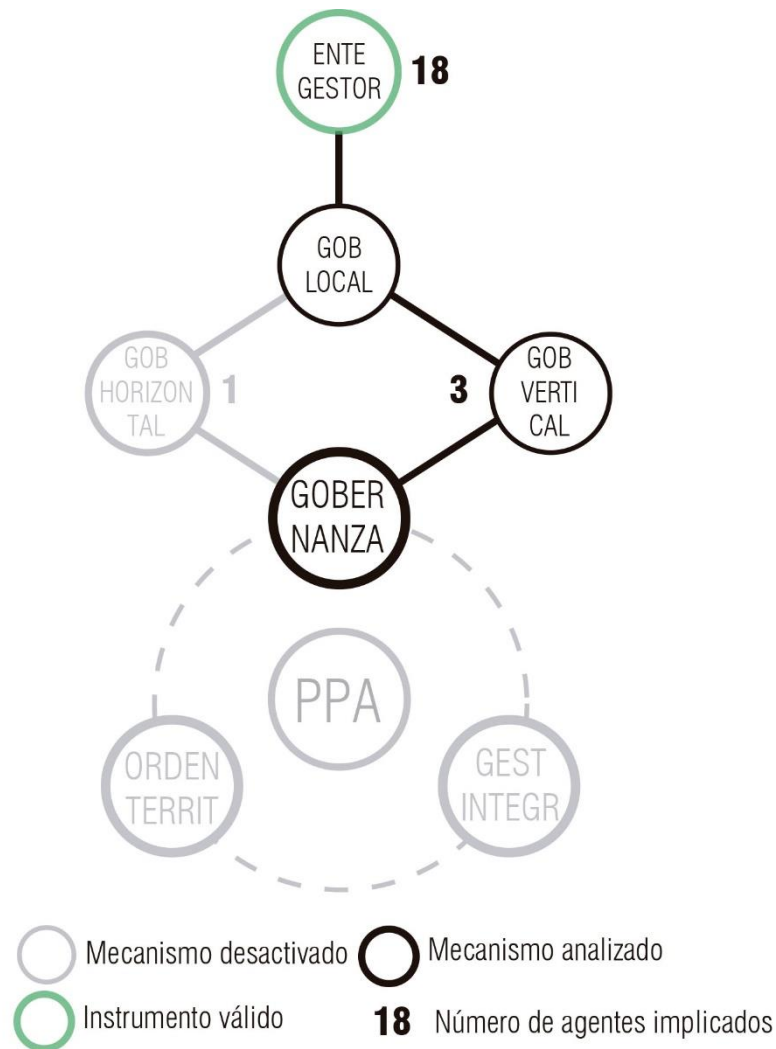 ENTE
GESTOR
18
GOB
LOCAL
GOB
HORIZON
TAL
1
3
GOB
VERTI
CAL
GOBER
NANZA
PPA
ORDEN
TERRIT
GEST
INTEGR
Mecanismo desactivado
Mecanismo analizado
Instrumento válido
18 Número de agentes implicados